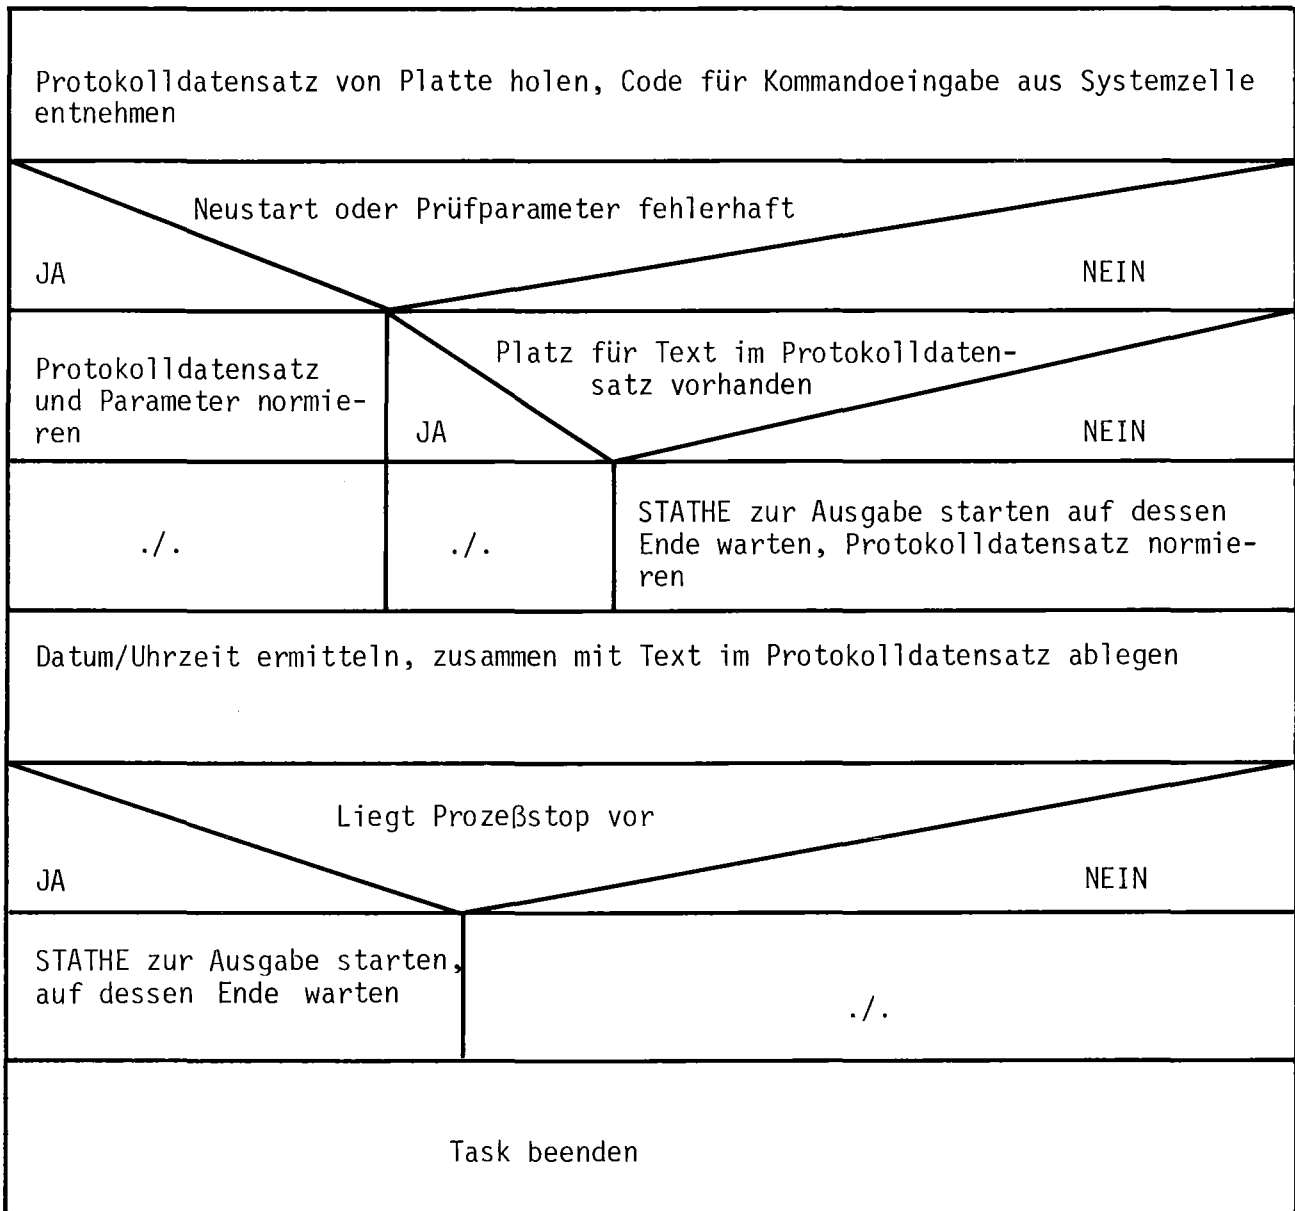 Protokolldatensatz von Platte holen, Code für Kommandoeingabe aus Systemzelle
entnehmen
Neustart oder Prüfparameter fehlerhaft
JA
NEIN
Protokolldatensatz
und Parameter normie-
ren
Platz für Text im Protokolldaten-
satz vorhanden
JA
NEIN
./.
./.
STATHE zur Ausgabe starten auf dessen
Ende warten, Protokolldatensatz normie-
ren
Datum/Uhrzeit ermitteln, zusammen mit Text im Protokolldatensatz ablegen
Liegt Prozeßstop vor
JA
NEIN
STATHE zur Ausgabe starten,
auf dessen Ende warten
./.
Task beenden